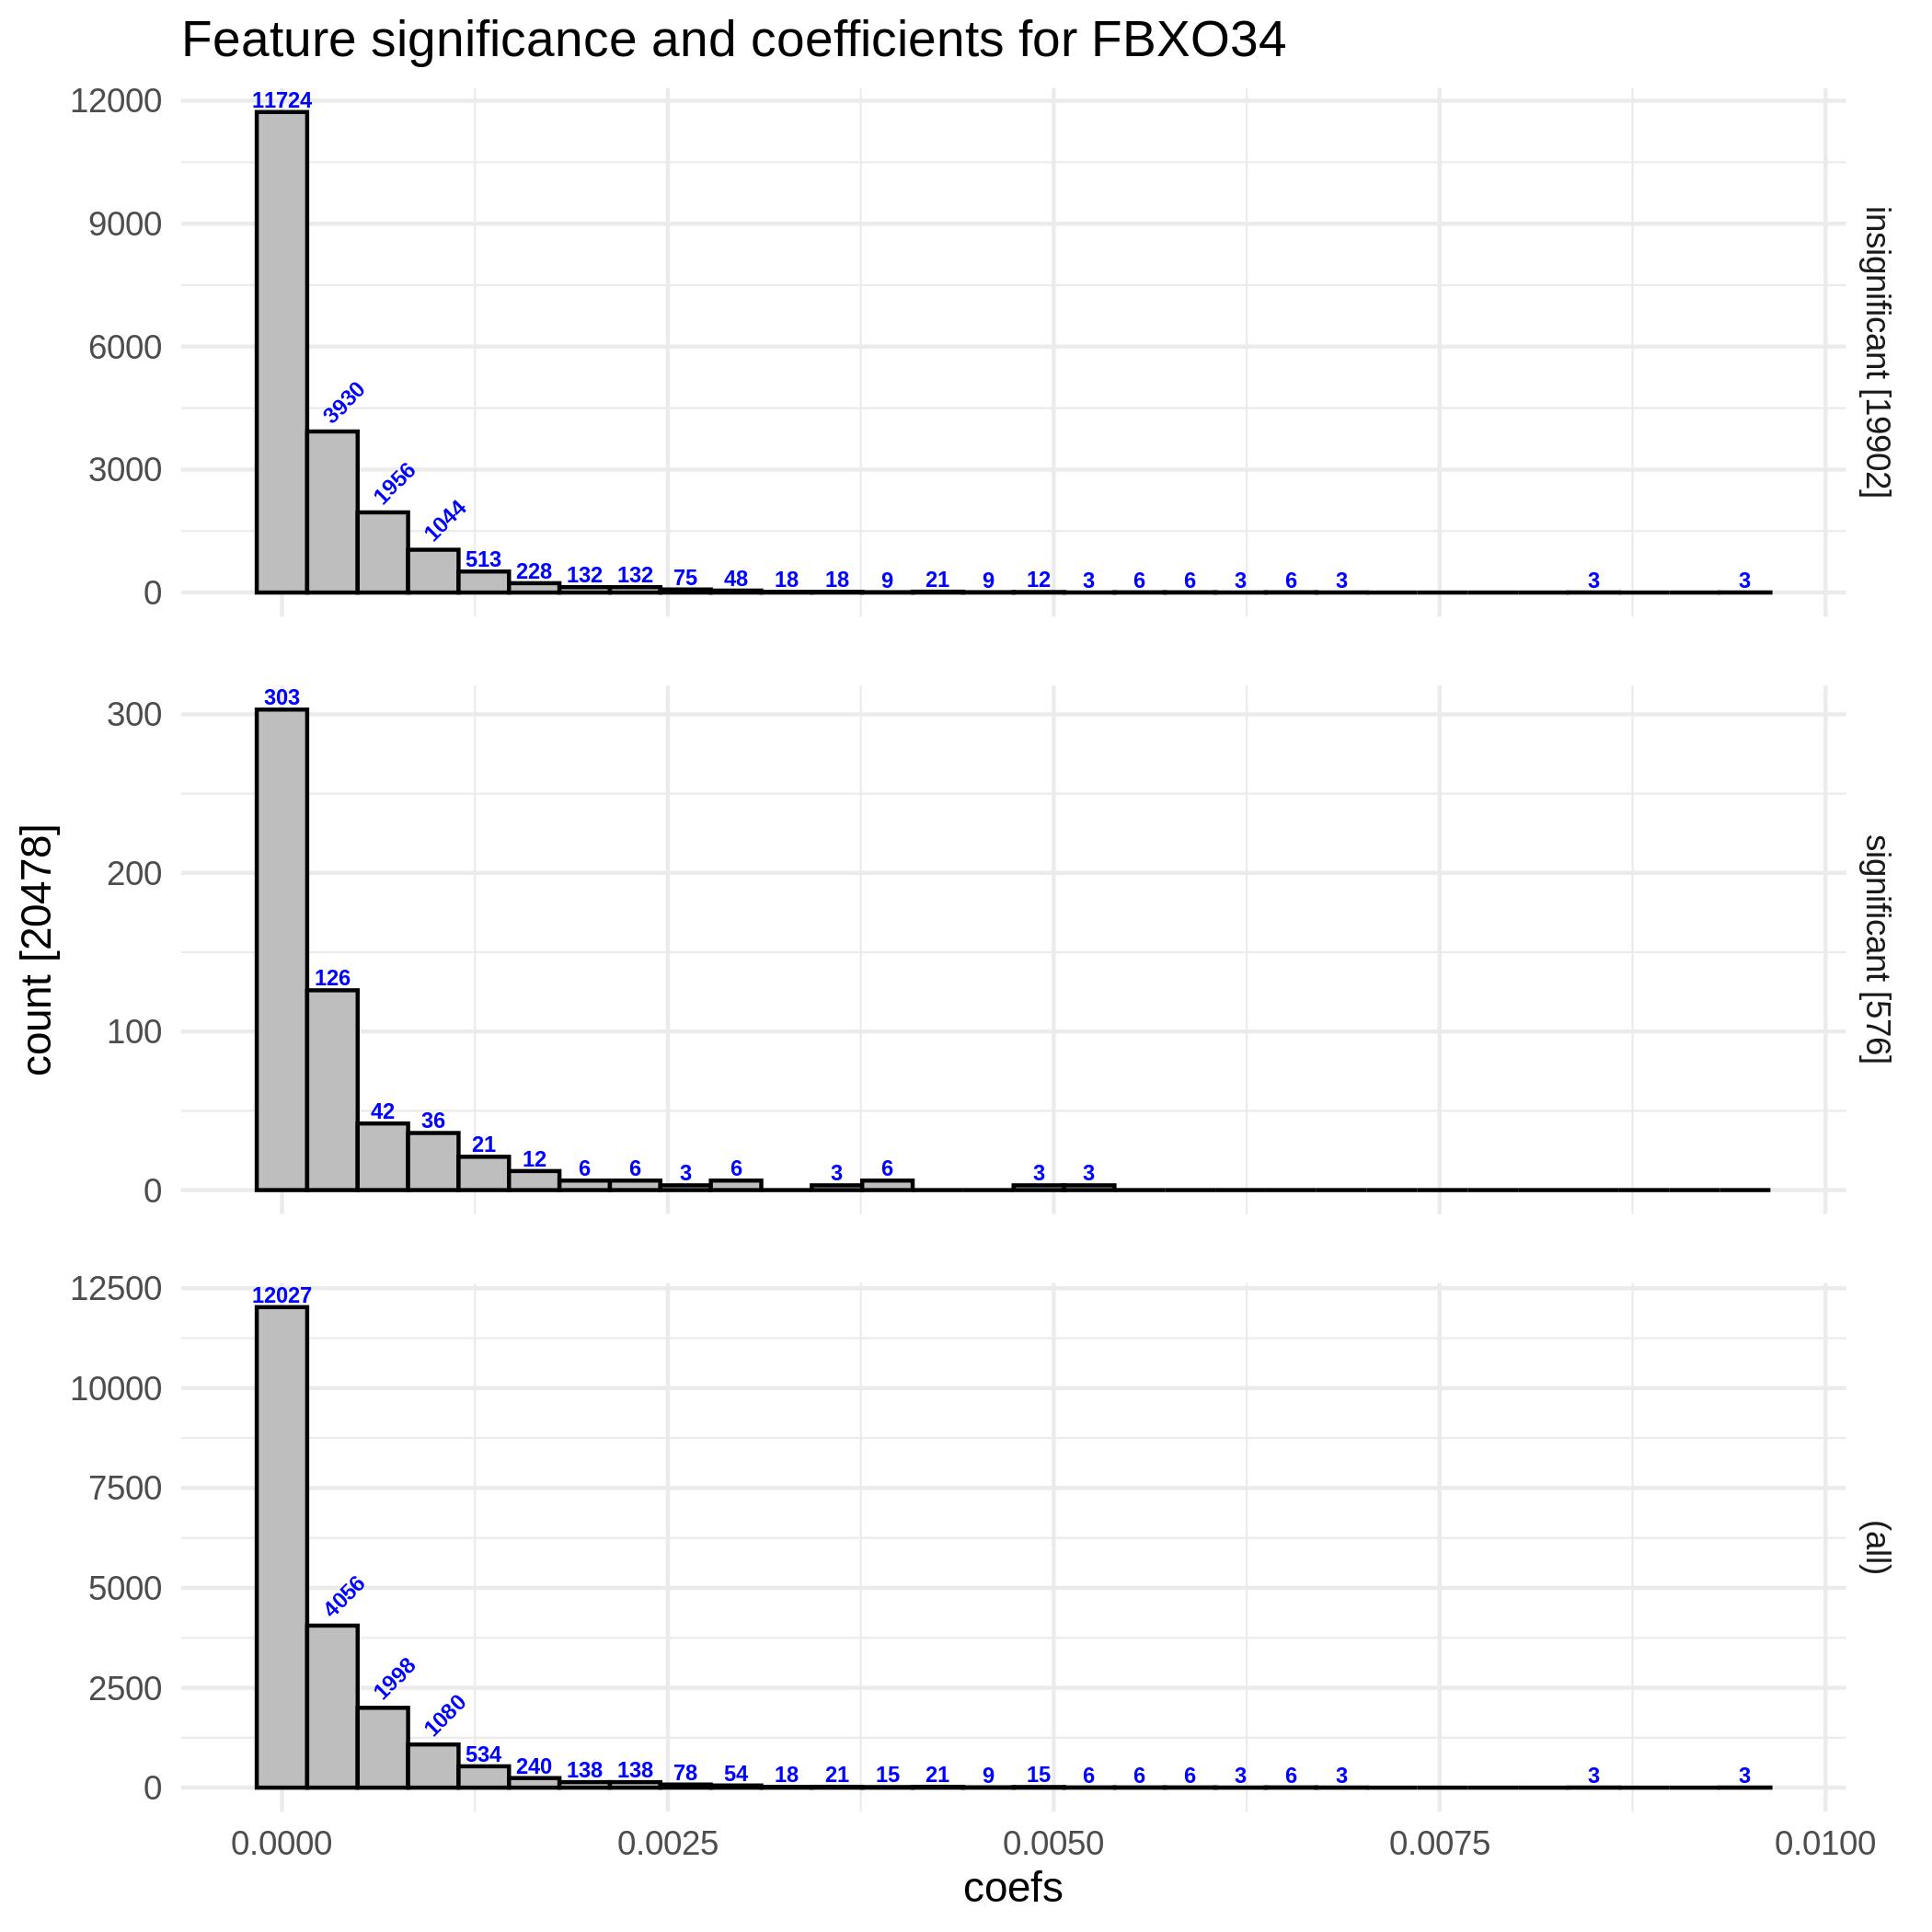 Feature significance and coefficients for FBXO34
12000
9000
6000
3000
0
11724
3930
1956
1044
513 228 132 132 75 48 18 18 9 21 9 12 3 6 6 3 6 3 3 3
insignificant [19902]
count [20478]
300
200
100
0
303
126
42 36 21 12 6 6 3 6 3 6 3 3
significant [576]
12500
10000
7500
5000
2500
0
12027
4056
1998
1080
534 240 138 138 78 54 18 21 15 21 9 15 6 6 6 3 6 3 3 3
(all)
0.0000 0.0025 0.0050 0.0075 0.0100
coefs